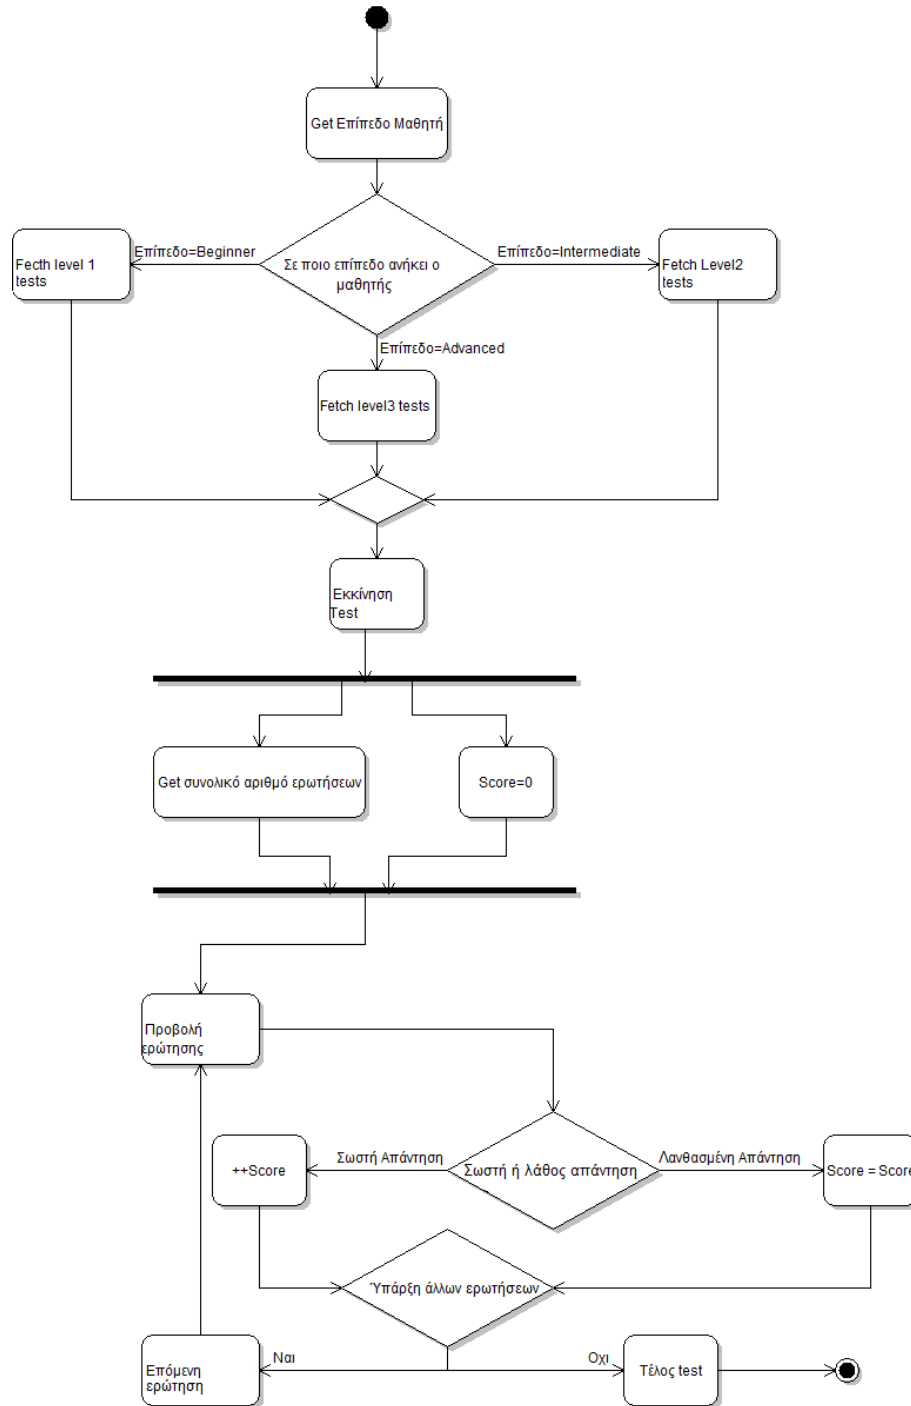 Get Επίπεδο Μαθητή
Επίπεδο=Beginner
Επίπεδο=Intermediate
Fecth level 1
tests
Σε ποιο επίπεδο ανήκει ο
μαθητής
Fetch Level2
tests
Επίπεδο=Advanced
Fetch level3 tests
Εκκίνηση
Test
Get συνολικό αριθμό ερωτήσεων
Score=0
Προβολή
ερώτησης
++Score
Σωστή Απάντηση
Σωστή ή λάθος απάντηση
Λανθασμένη Απάντηση
Score = Score
Ύπάρξη άλλων ερωτήσεων
Ναι
Οχι
Επόμενη
ερώτηση
Τέλος test